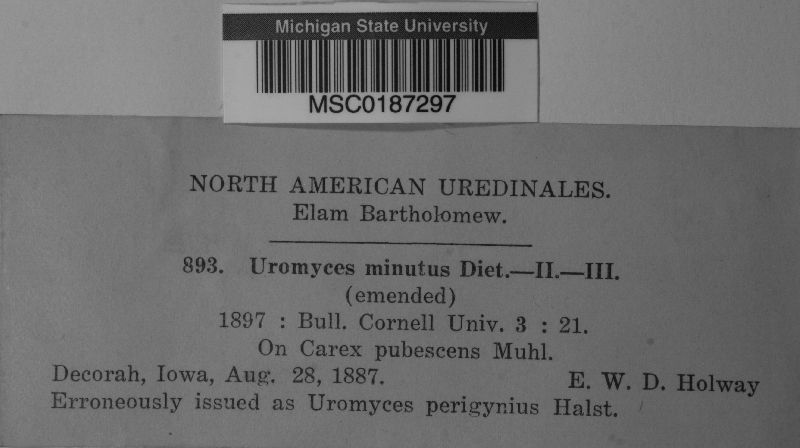 Michigan State University
MSC0187297
NORTH AMERICAN UREDINALES.
Elam Bartholomew.
893. Uromyces minutus Diet.—II.—III.
(emended)
1897 : Bull. Cornell Univ. 3 : 21.
On Carex pubescens Muhl.
Decorah, Iowa, Aug. 28, 1887. E. W. D. Holway
Erroneously issued as Uromyces perigynius Halst.